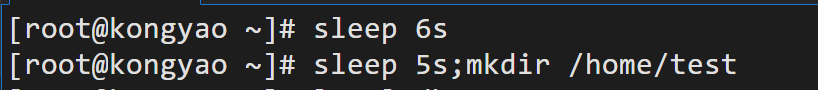 [root@kongyao ~]# sleep 6s
[root@kongyao ~]# sleep 5s;mkdir /home/test